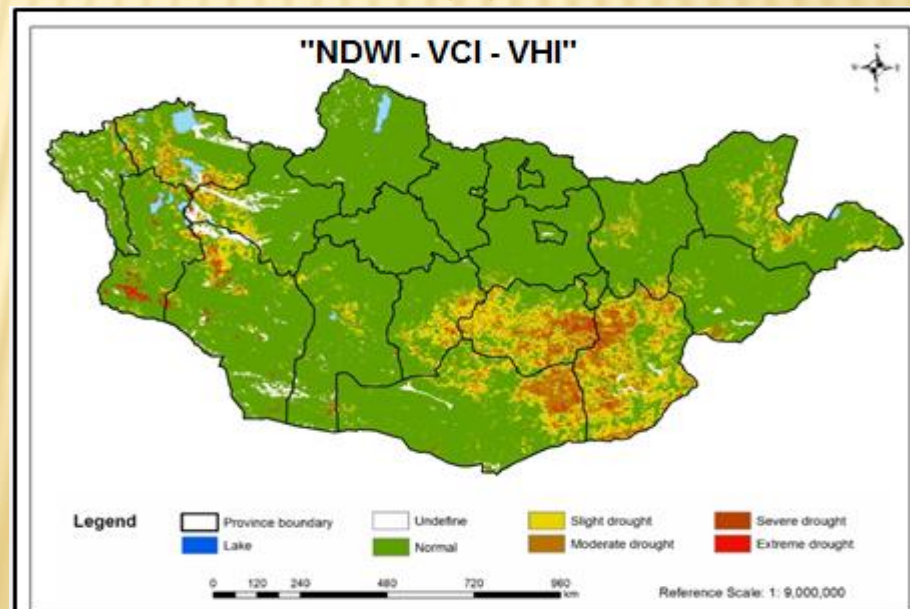 "NDWI - VCI - VHI"
N
W E
S
Legend
Province boundary Undefine Slight drought Severe drought
Lake Normal Moderate drought Extreme drought
0 120 240 480 720 960
km
Reference Scale: 1: 9,000,000